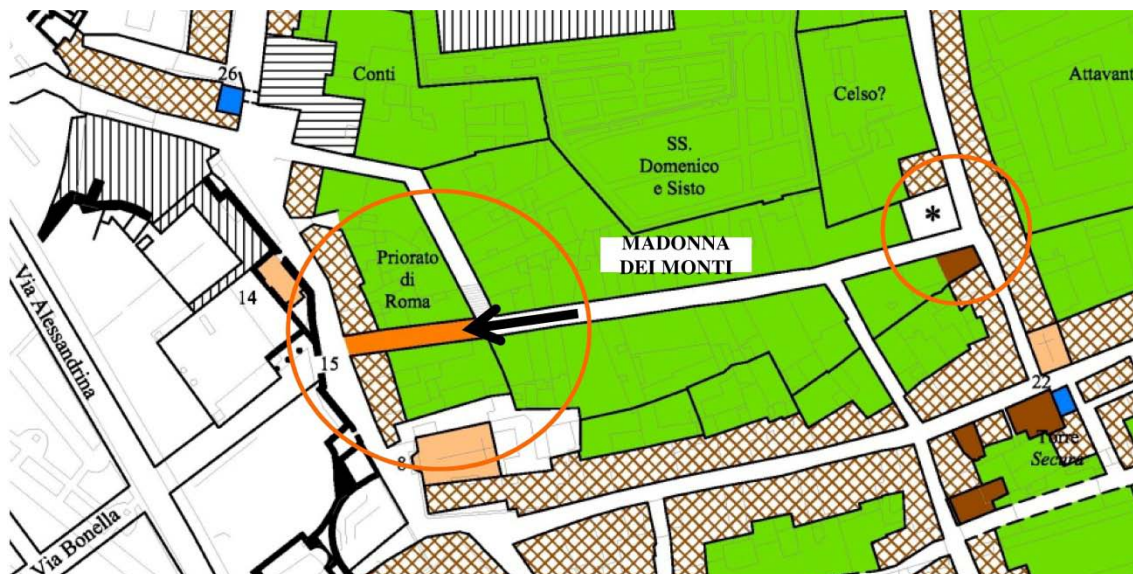 26
Conti
Celso?
Attavant
SS.
Domenico
e Sisto
*
MADONNA
DEI MONTI
Priorato
di
Roma
14
15
Via Alessandrina
22
8
Torre
Secura
Via Bonella